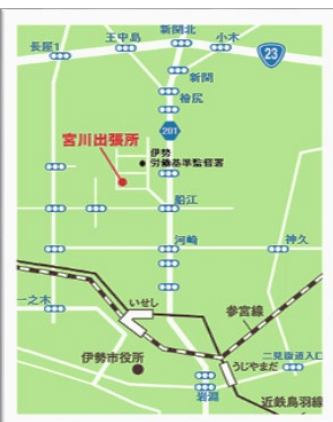 新開北
王中島
小木
長屋1
23
新開
檜尻
201
宮川出張所
伊勢
労働基準監督署
船江
河崎
神久
一之木
いせし
参宮線
伊勢市役所
二見街道入口
うじやまだ
岩淵
近鉄鳥羽線